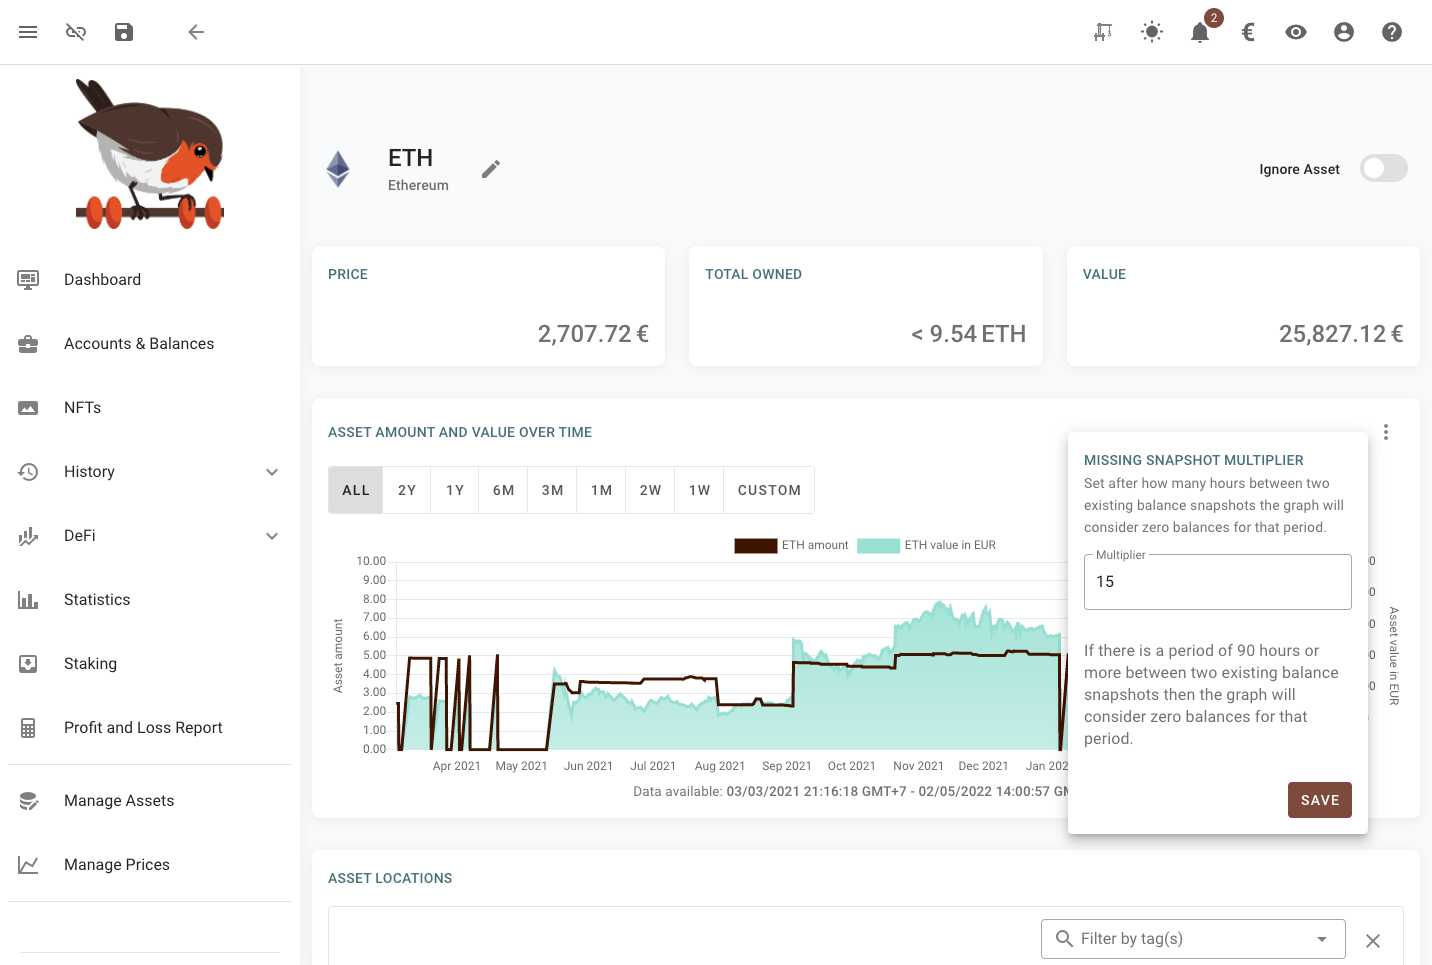 2
ETH
Ethereum
Ignore Asset
Dashboard
Accounts & Balances
NFTs
History
DeFi
Statistics
Staking
Profit and Loss Report
Manage Assets
Manage Prices
PRICE
2,707.72 €
TOTAL OWNED
< 9.54 ETH
VALUE
25,827.12 €
ASSET AMOUNT AND VALUE OVER TIME
ALL 2Y 1Y 6M 3M 1M 2W 1W CUSTOM
ETH amount ETH value in EUR
Asset amount
10.00
9.00
8.00
7.00
6.00
5.00
4.00
3.00
2.00
1.00
0.00
Apr 2021 May 2021 Jun 2021 Jul 2021 Aug 2021 Sep 2021 Oct 2021 Nov 2021 Dec 2021 Jan 202
Data available: 03/03/2021 21:16:18 GMT+7 - 02/05/2022 14:00:57 GM
Asset value in EUR
MISSING SNAPSHOT MULTIPLIER
Set after how many hours between two
existing balance snapshots the graph will
consider zero balances for that period.
Multiplier
15
If there is a period of 90 hours or
more between two existing balance
snapshots then the graph will
consider zero balances for that
period.
SAVE
ASSET LOCATIONS
Filter by tag(s)